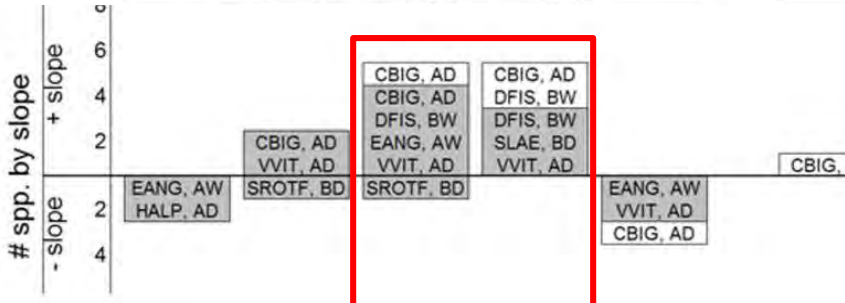 8
6
4
2
2
4
# spp. by slope
+ slope
- slope
EANG, AW
HALP, AD
CBIG, AD
VVIT, AD
SROTF, BD
CBIG, AD
CBIG, AD
DFIS, BW
EANG, AW
VVIT, AD
SROTF, BD
CBIG, AD
DFIS, BW
DFIS, BW
SLAE, BD
VVIT, AD
EANG, AW
VVIT, AD
CBIG, AD
CBIG,